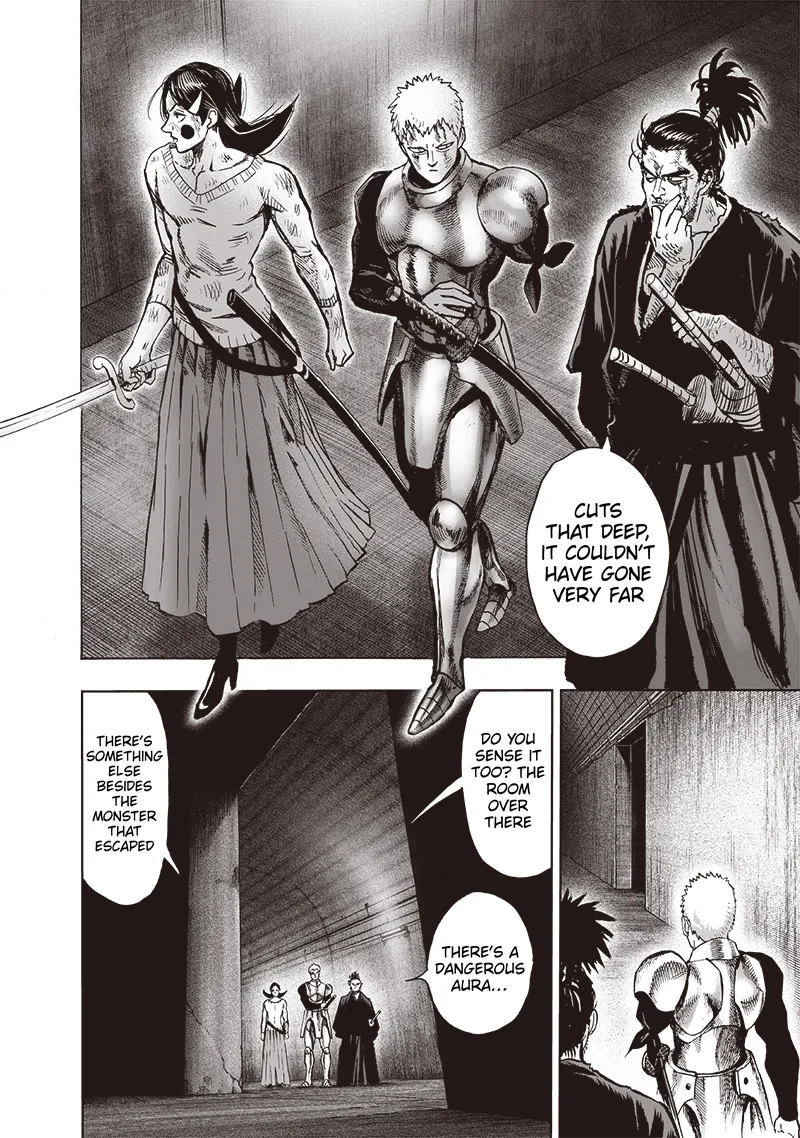 CUTS
THAT DEEP,
IT COULDN'T
HAVE GONE
VERY FAR
DO YOU
SENSE IT
TOO? THE
ROOM
OVER
THERE
THERE'S A
DANGEROUS
AURA...
THERE'S
SOMETHING
ELSE
BESIDES
THE
MONSTER
THAT
ESCAPED